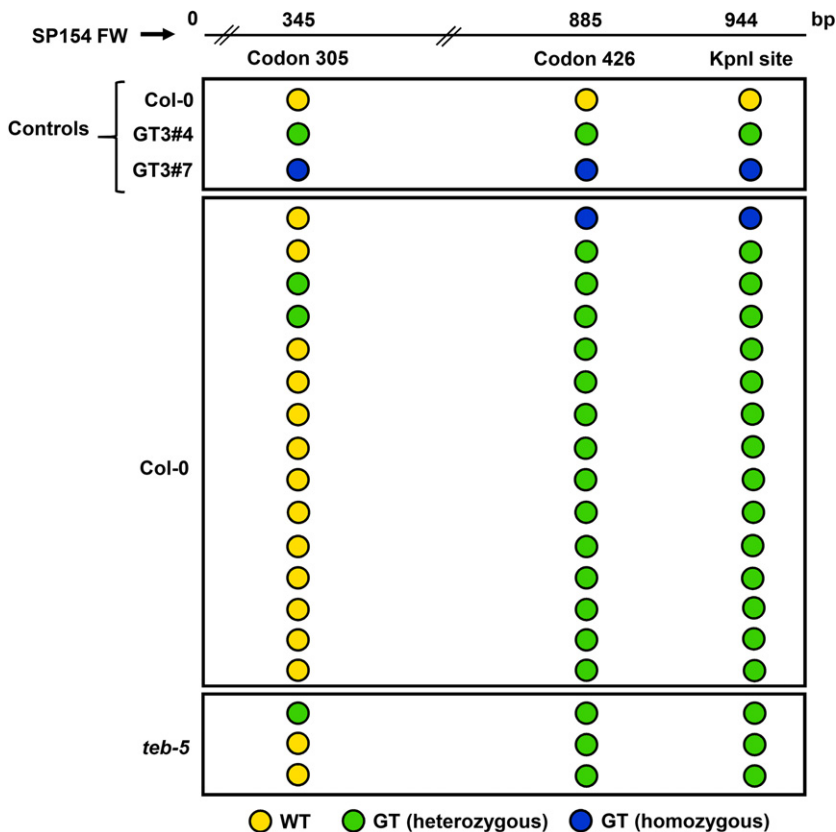 0 345 885 944 bp
SP154 FW
Codon 305 Codon 426 KpnI site
Controls
Col-0
GT3#4
GT3#7
Col-0
teb-5
WT GT (heterozygous) GT (homozygous)